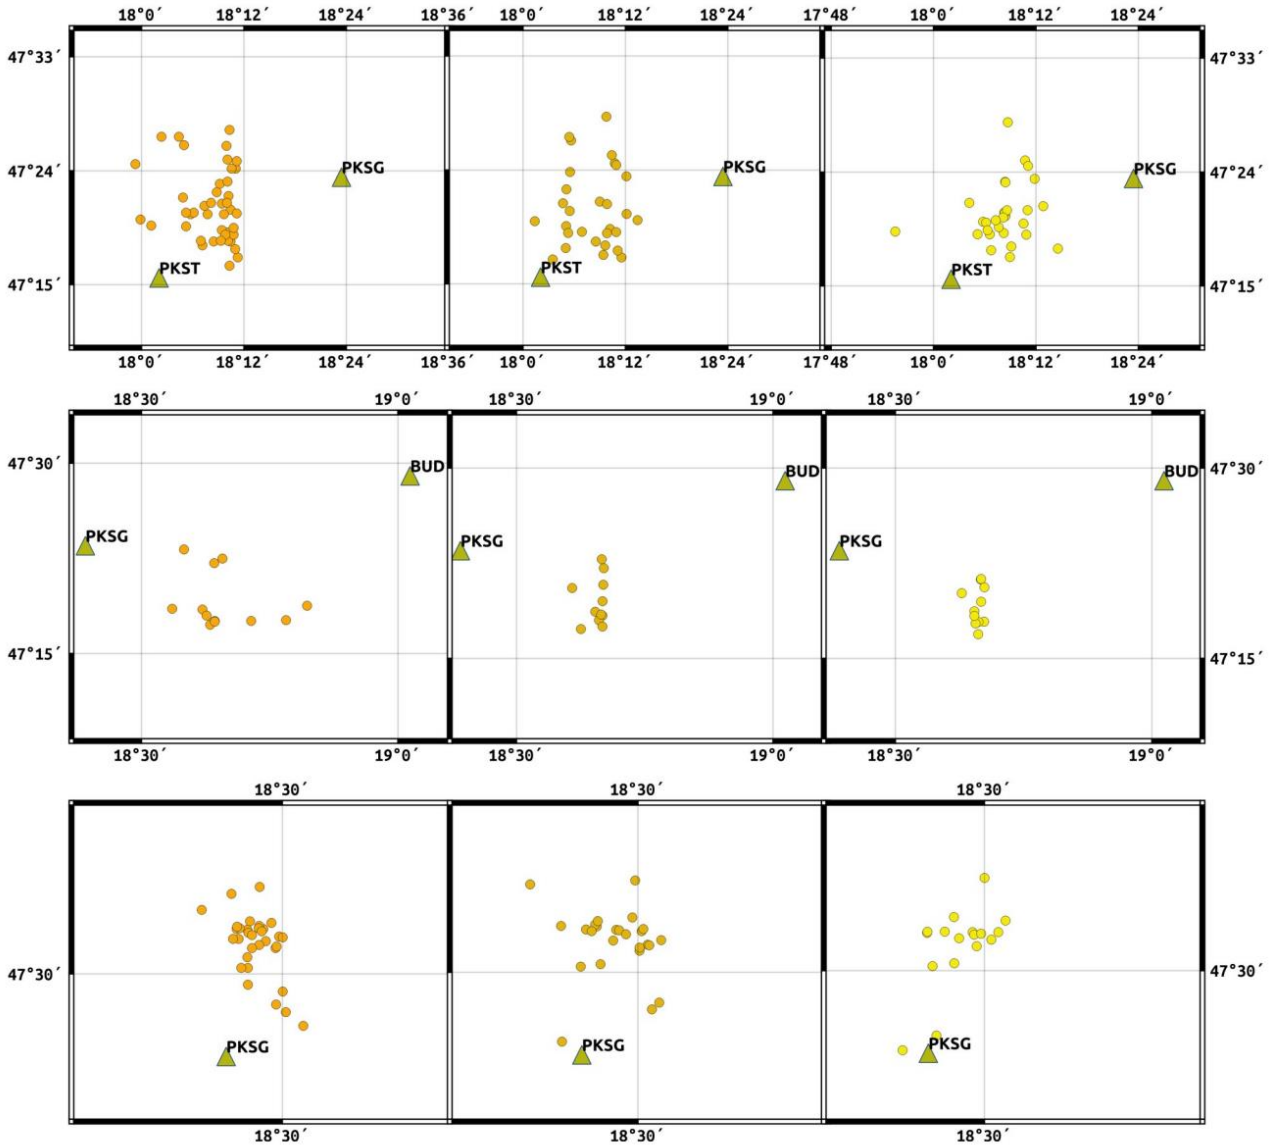 18°0′ 18°12′ 18°24′ 18°36′ 18°0 18°12′ 18°24′ 17°48′ 18°0′ 18°12′ 18°24′
47°33′ 47°33′
47°24′ PKSG PKSG PKSG 47°24′
47°15′ PKST PKST PKST 47°15′
18°0′ 18°12′ 18°24′ 18°36′ 18°0 18°12′ 18°24′ 17°48′ 18°0′ 18°12′ 18°24′
18°30′ 19°0′ 18°30′ 19°0′ 18°30′ 19°0′
47°30′ BUD BUD BUD 47°30′
PKSG PKSG PKSG
47°15′ 47°15′
18°30′ 19°0′ 18°30′ 19°0′ 18°30′ 19°0′
18°30′ 18°30′ 18°30′
47°30′ 47°30′
PKSG PKSG PKSG
18°30′ 18°30′ 18°30′